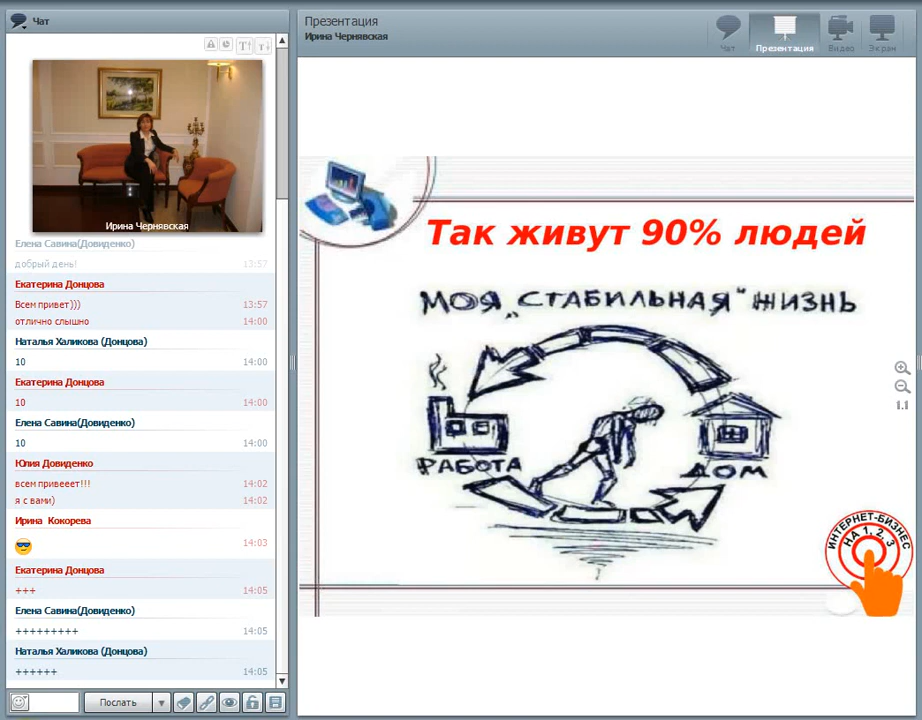 Чат
Ирина Чернявская
Елена Савина(Довиденко)
добрый день!
13:57
Екатерина Донцова
Всем привет)))
13:57
отлично слышно
14:00
Наталья Халикова (Донцова)
10
14:00
Екатерина Донцова
10
14:00
Елена Савина(Довиденко)
10
14:00
Юлия Довиденко
всем привееет!!!
14:02
я с вами)
14:02
Ирина Кокорева
14:03
Екатерина Донцова
+++
14:05
Елена Савина(Довиденко)
+++++++++
14:05
Наталья Халикова (Донцова)
++++++
14:05
Послать
Презентация
Ирина Чернявская
Чат
Презентация
Видео
Экран
Так живут 90% людей
МОЯ „СТАБИЛЬНАЯ" ЖИЗНЬ
РАБОТА
ДОМ
ИНТЕРНЕТ-БИЗНЕС
НА 1, 2, 3
1.1